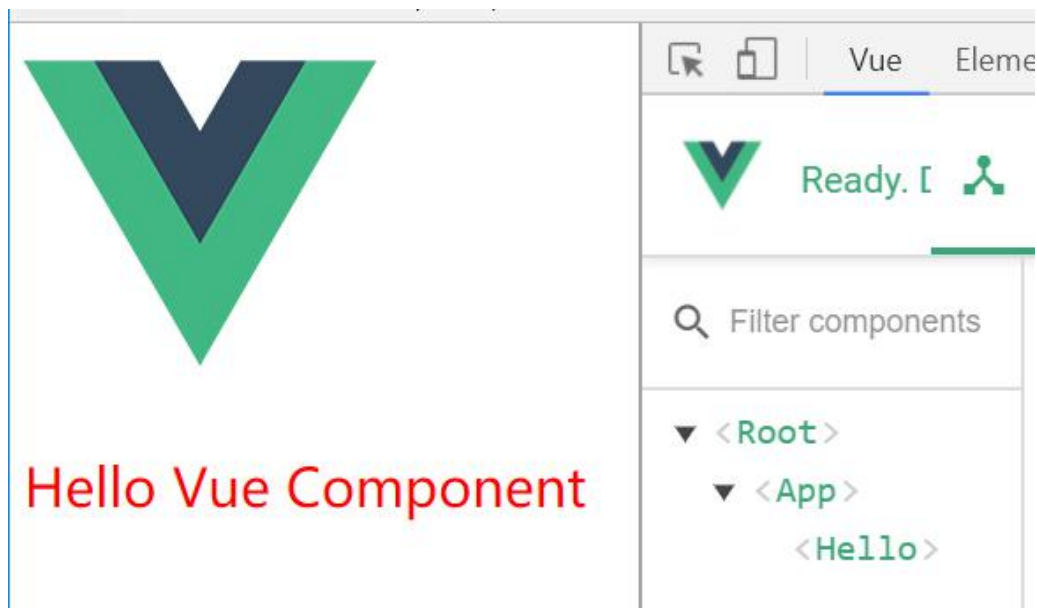 Vue Eleme
Ready. D
Filter components
▼ <Root>
▼ <App>
<Hello>
Hello Vue Component